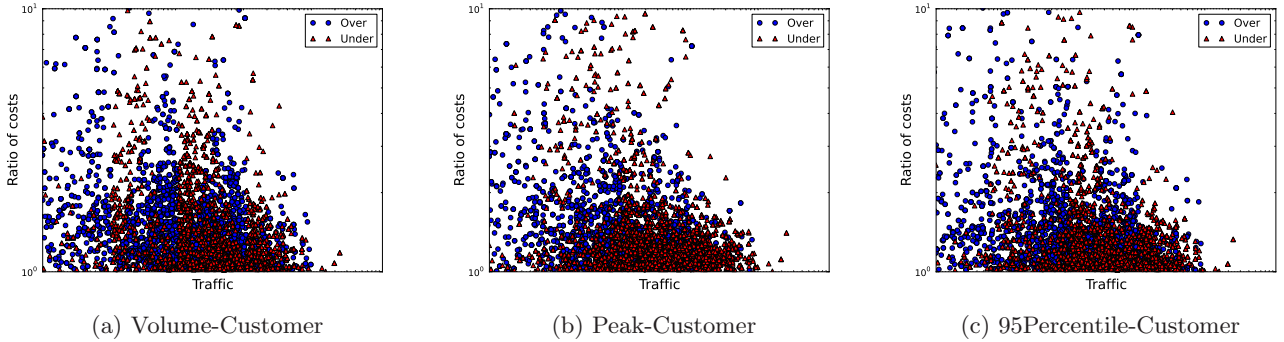 10¹
Ratio of costs
10⁰
Traffic
Over
Under
(a) Volume-Customer
10¹
Ratio of costs
10⁰
Traffic
Over
Under
(b) Peak-Customer
10¹
Ratio of costs
10⁰
Traffic
Over
Under
(c) 95Percentile-Customer